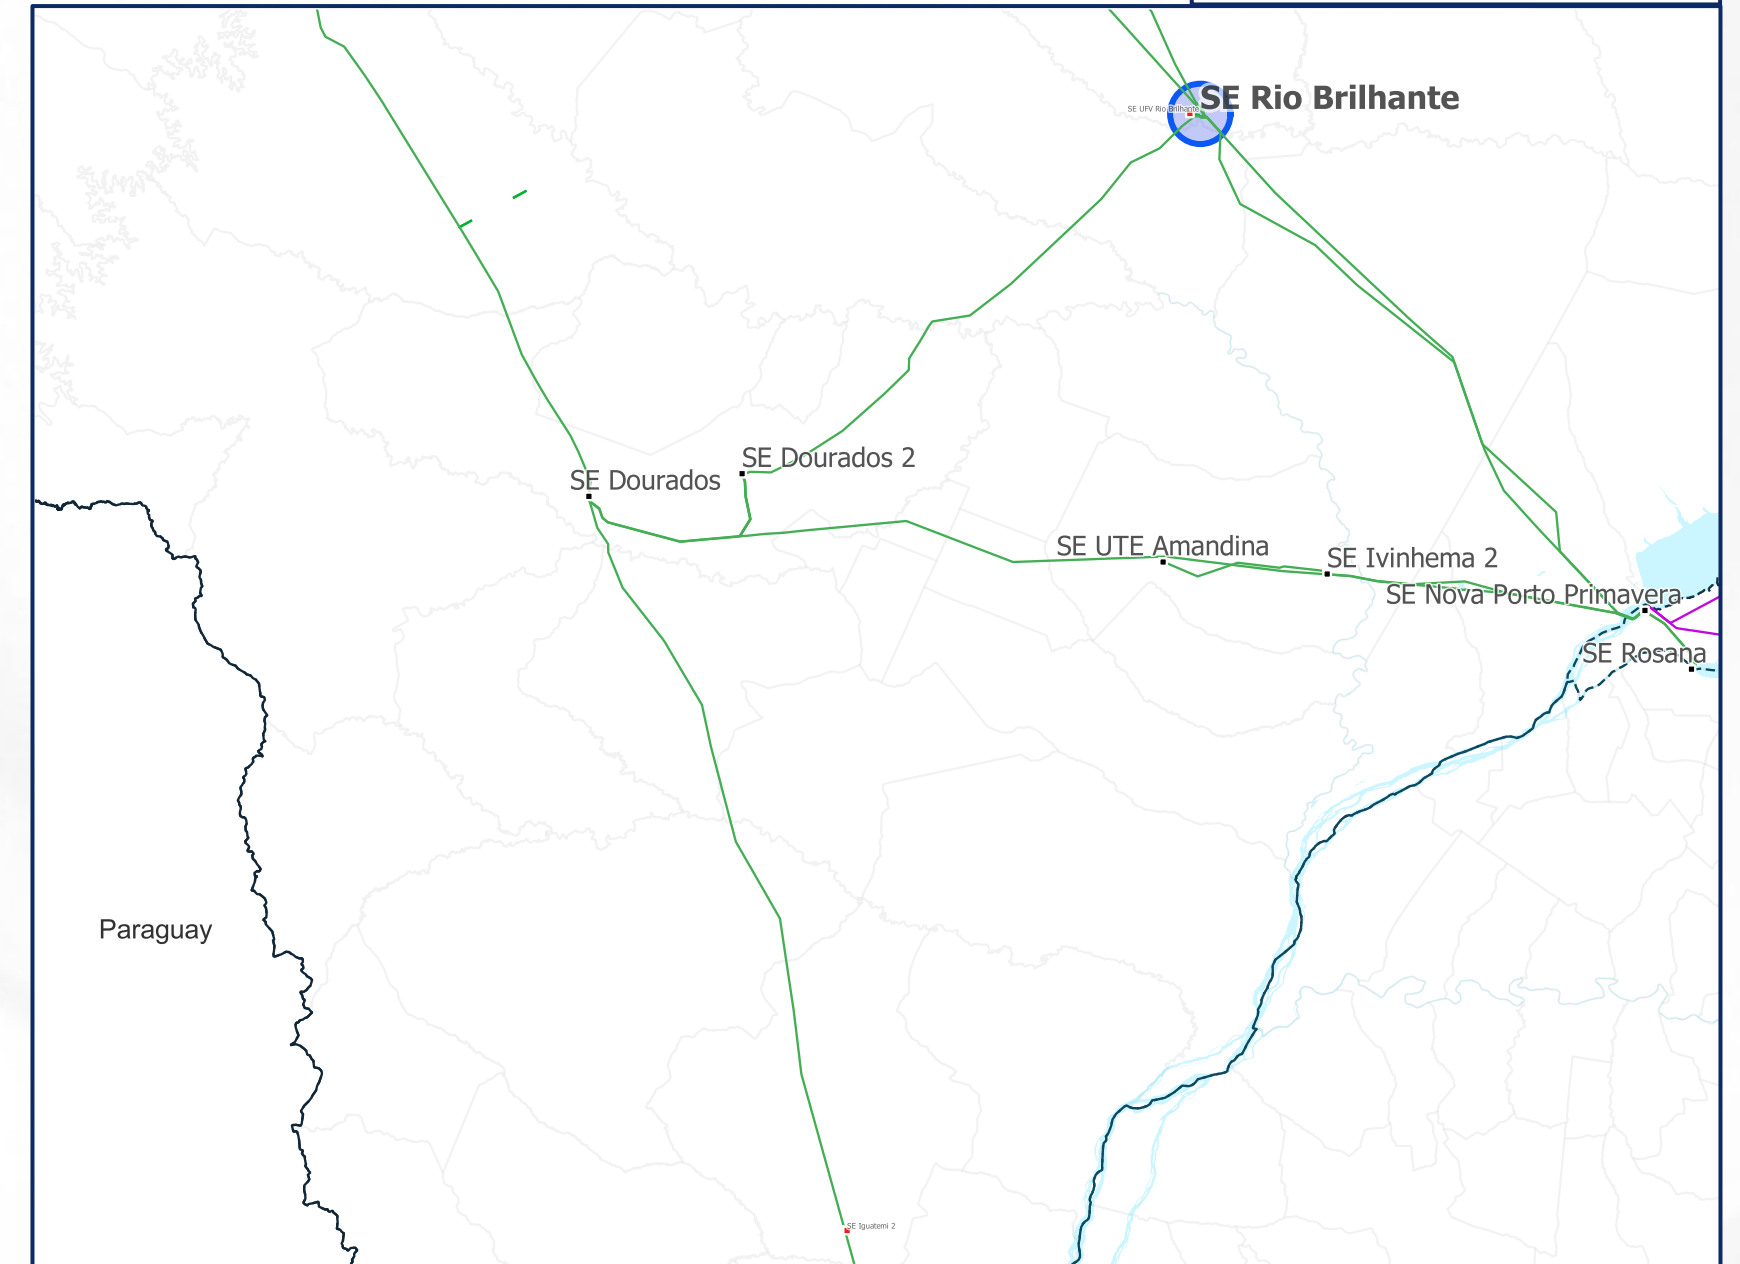 SE Rio Brilhante
SE UFV Rio Brilhante
SE Dourados 2
SE Dourados
SE UTE Amandina
SE Ivinhema 2
SE Nova Porto Primavera
SE Rosana
Paraguay
SE Iguatemi 2